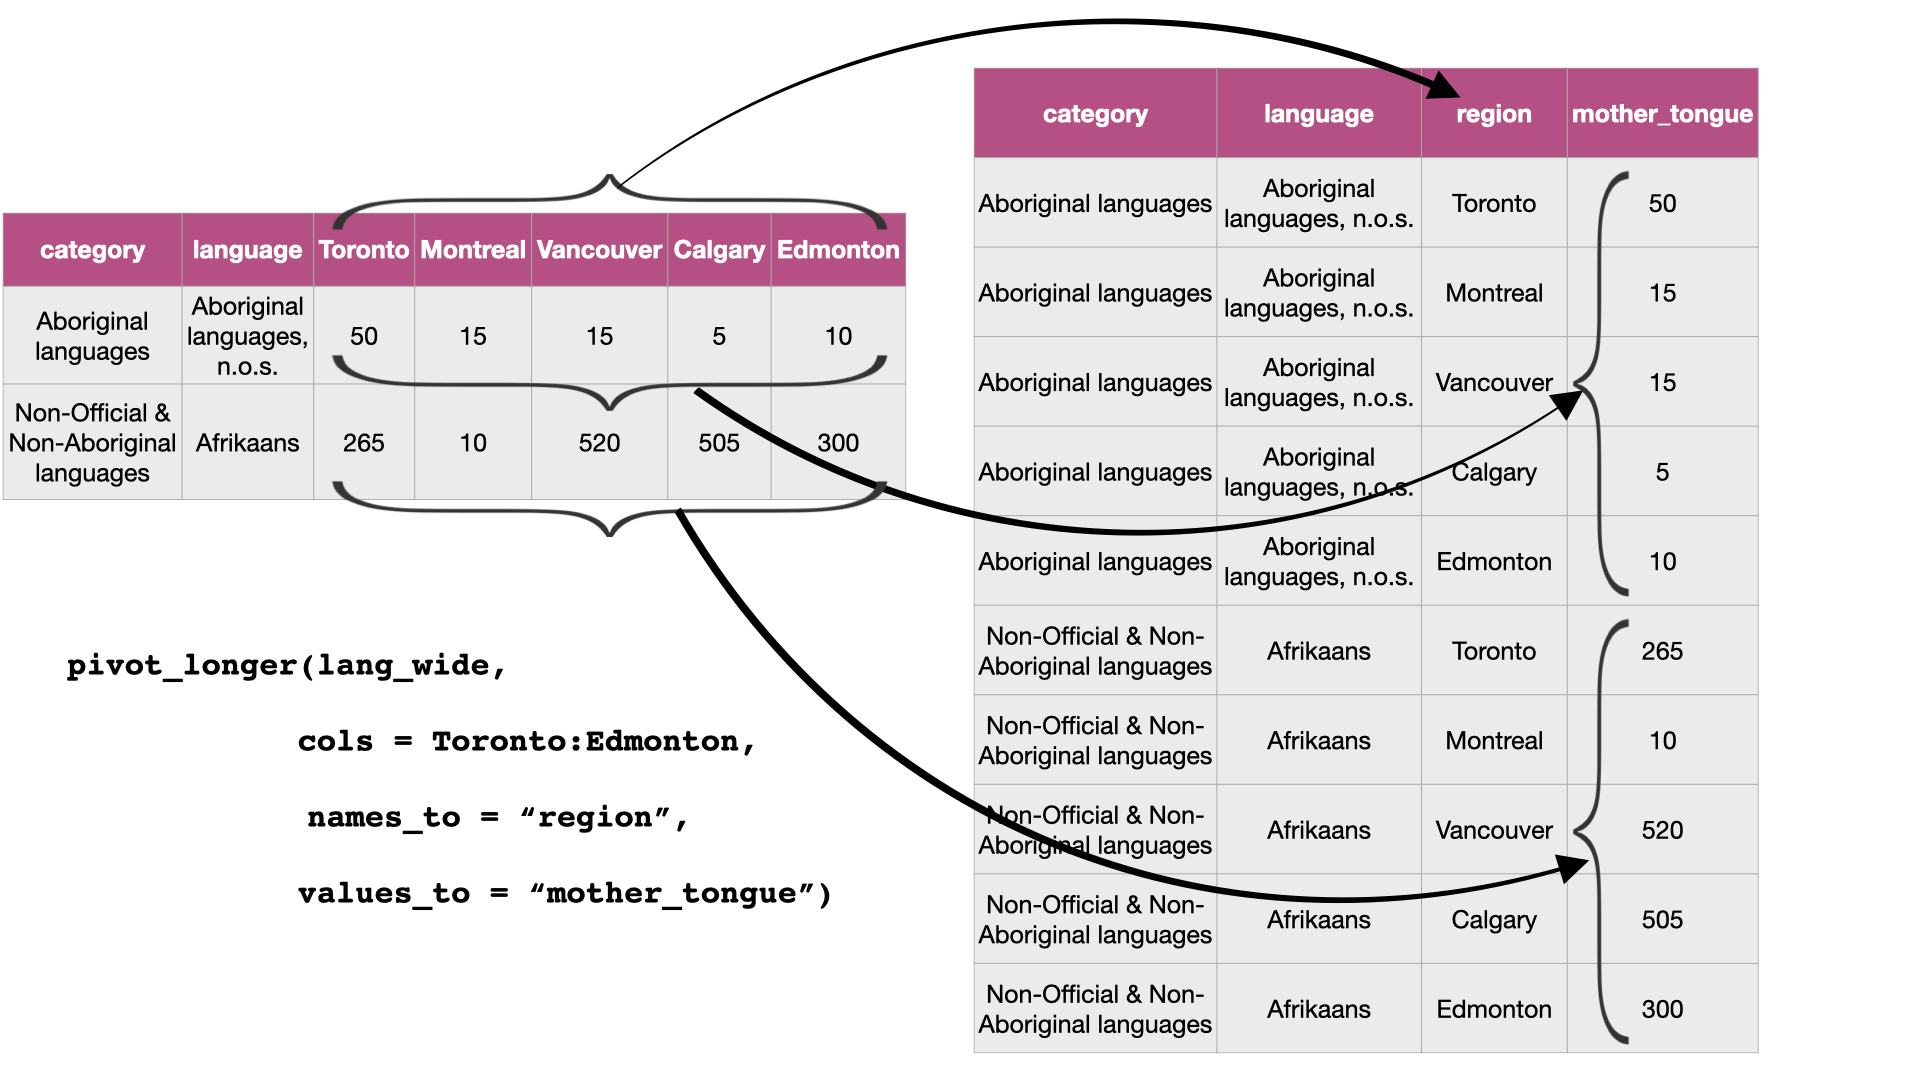 category language Toronto Montreal Vancouver Calgary Edmonton
Aboriginal
languages
Aboriginal
languages,
n.o.s.
50 15 15 5 10
Non-Official &
Non-Aboriginal
languages
Afrikaans 265 10 520 505 300
pivot_longer(lang_wide,
cols = Toronto:Edmonton,
names_to = “region”,
values_to = “mother_tongue”)
category language region mother_tongue
Aboriginal languages
Aboriginal
languages, n.o.s.
Toronto 50
Aboriginal languages
Aboriginal
languages, n.o.s.
Montreal 15
Aboriginal languages
Aboriginal
languages, n.o.s.
Vancouver 15
Aboriginal languages
Aboriginal
languages, n.o.s.
Calgary 5
Aboriginal languages
Aboriginal
languages, n.o.s.
Edmonton 10
Non-Official & Non-
Aboriginal languages
Afrikaans Toronto 265
Non-Official & Non-
Aboriginal languages
Afrikaans Montreal 10
Non-Official & Non-
Aboriginal languages
Afrikaans Vancouver 520
Non-Official & Non-
Aboriginal languages
Afrikaans Calgary 505
Non-Official & Non-
Aboriginal languages
Afrikaans Edmonton 300